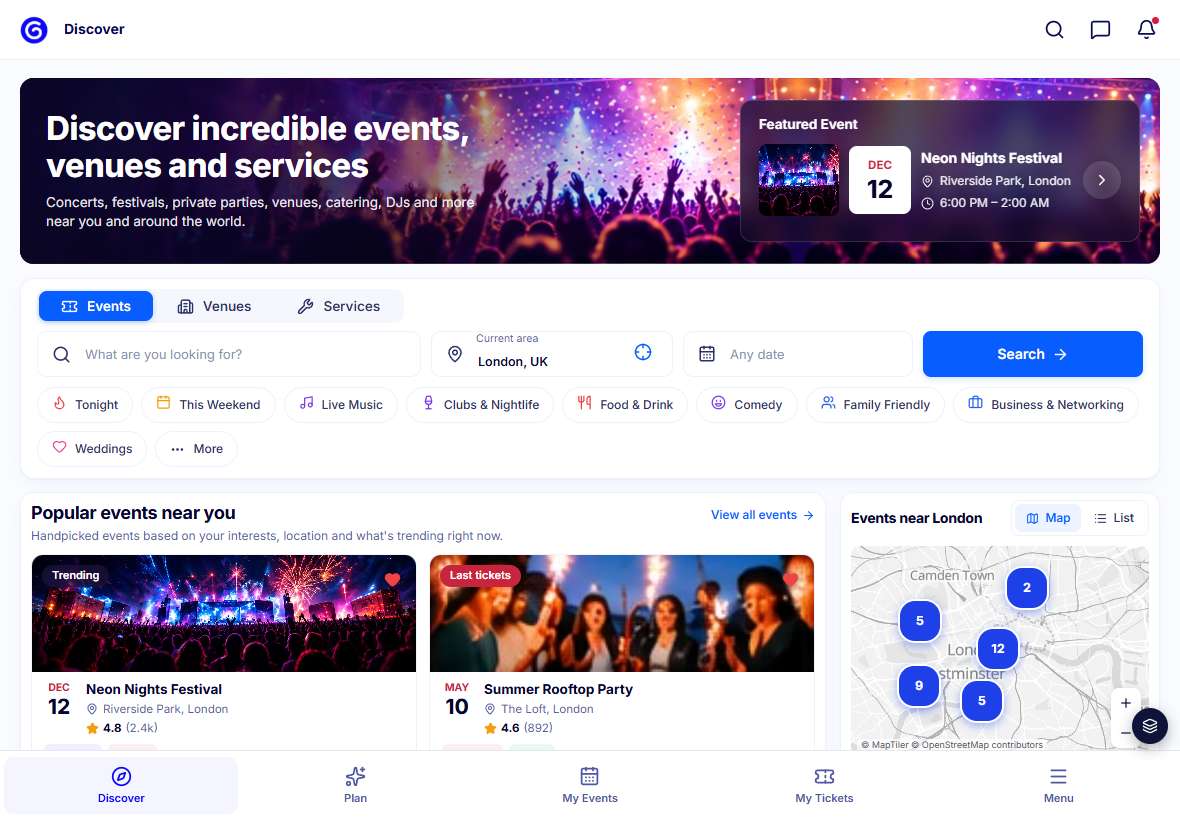 Discover
Discover incredible events,
venues and services
Concerts, festivals, private parties, venues, catering, DJs and more
near you and around the world.
Featured Event
DEC
12
Neon Nights Festival
Riverside Park, London
6:00 PM – 2:00 AM
Events
Venues
Services
What are you looking for?
Current area
London, UK
Any date
Search
Tonight
This Weekend
Live Music
Clubs & Nightlife
Food & Drink
Comedy
Family Friendly
Business & Networking
Weddings
More
Popular events near you
View all events
Handpicked events based on your interests, location and what's trending right now.
Trending
DEC
12
Neon Nights Festival
Riverside Park, London
4.8 (2.4k)
Last tickets
MAY
10
Summer Rooftop Party
The Loft, London
4.6 (892)
Events near London
Map
List
Camden Town
2
5
Lon
12
stminster
9
5
+
−
© MapTiler © OpenStreetMap contributors
Discover
Plan
My Events
My Tickets
Menu